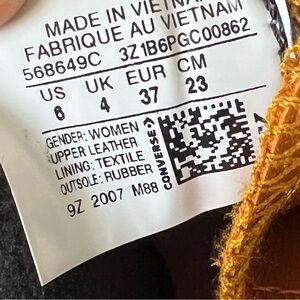 MADE IN VIETNAM
FABRIQUE AU VIETNAM
568649C 3Z1B6PGC00862
US UK EUR CM
6 4 37 23
GENDER: WOMEN
UPPER LEATHER
LINING: TEXTILE
OUTSOLE: RUBBER
CONVERSE
9Z 2007 M88